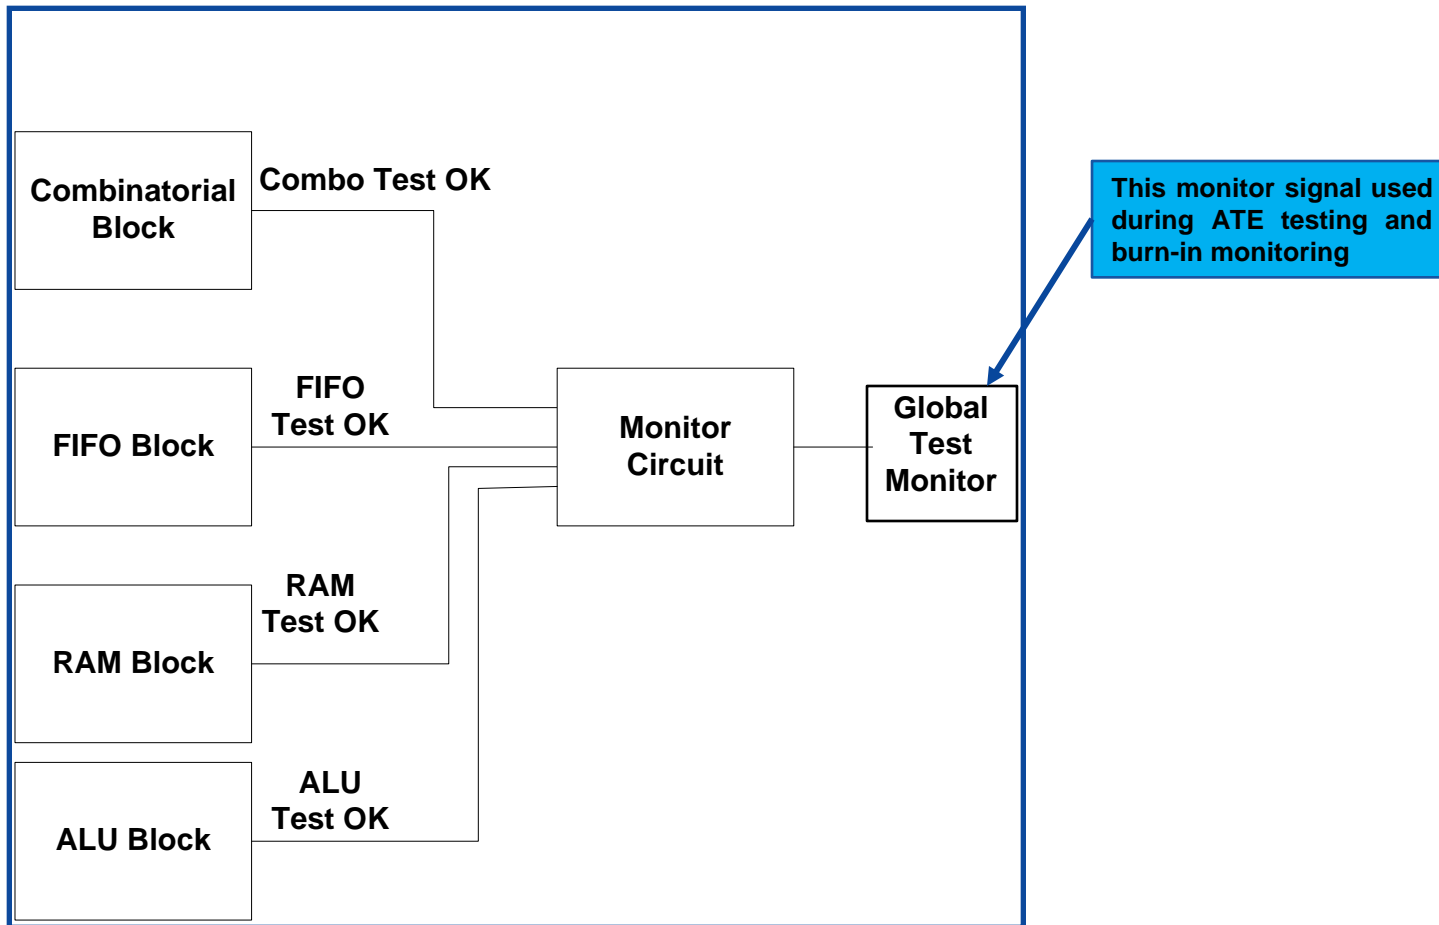 Combinatorial
Block
Combo Test OK
This monitor signal used
during ATE testing and
burn-in monitoring
FIFO Block
FIFO
Test OK
Monitor
Circuit
Global
Test
Monitor
RAM Block
RAM
Test OK
ALU Block
ALU
Test OK